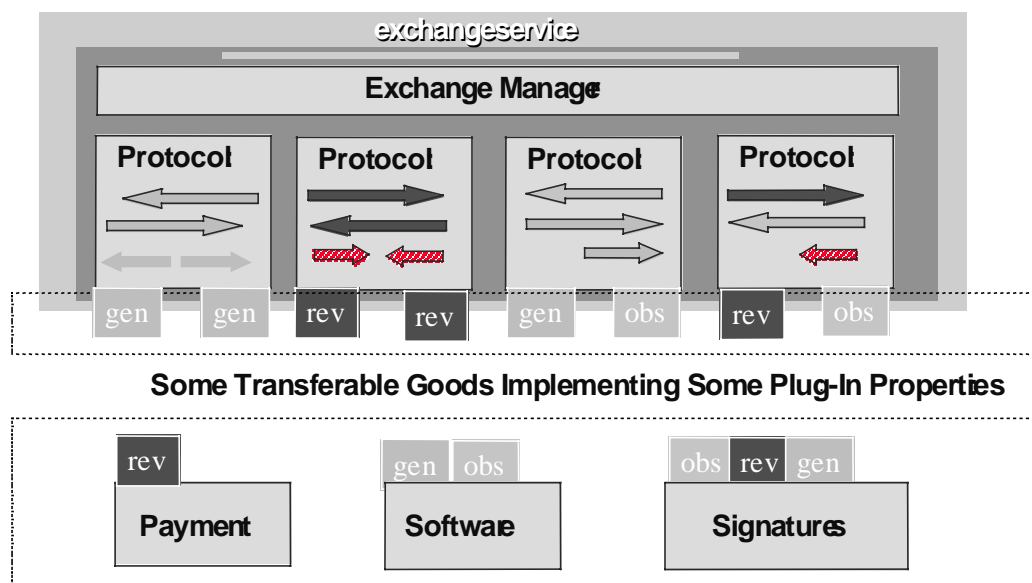 exchangeservice
Exchange Manager
Protocol Protocol Protocol Protocol
gen gen rev rev gen obs rev obs
Some Transferable Goods Implementing Some Plug-In Properties
rev gen obs obs rev gen
Payment Software Signatures